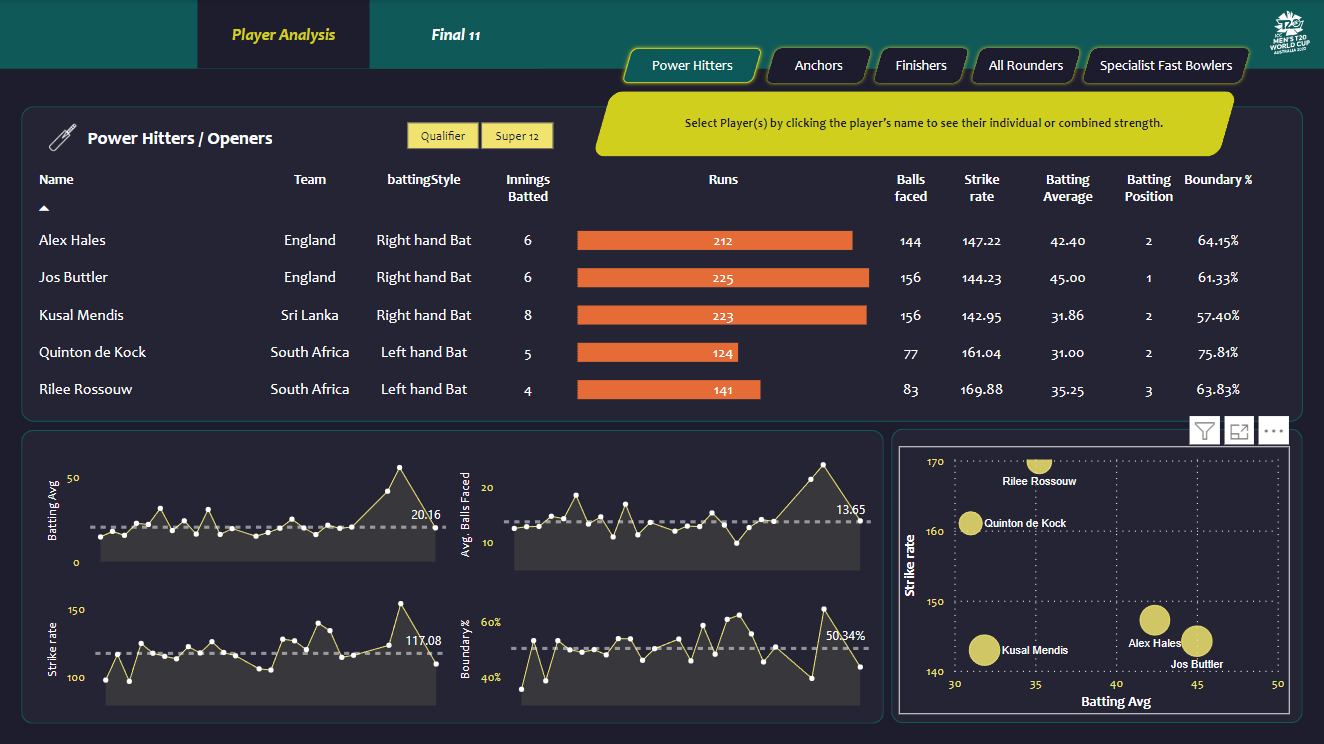 Player Analysis
Final 11
ICC
MEN'S T20
WORLD CUP
AUSTRALIA 2022
Power Hitters
Anchors
Finishers
All Rounders
Specialist Fast Bowlers
Select Player(s) by clicking the player's name to see their individual or combined strength.
Power Hitters / Openers
Qualifier
Super 12
Name Team battingStyle Innings Batted Runs Balls faced Strike rate Batting Average Batting Position Boundary %
Alex Hales England Right hand Bat 6 212 144 147.22 42.40 2 64.15%
Jos Buttler England Right hand Bat 6 225 156 144.23 45.00 1 61.33%
Kusal Mendis Sri Lanka Right hand Bat 8 223 156 142.95 31.86 2 57.40%
Quinton de Kock South Africa Left hand Bat 5 124 77 161.04 31.00 2 75.81%
Rilee Rossouw South Africa Left hand Bat 4 141 83 169.88 35.25 3 63.83%
Batting Avg
50
0
20.16
Avg. Balls Faced
20
10
13.65
Strike rate
150
100
117.08
Boundary%
60%
40%
50.34%
Strike rate
170
160
150
140
Rilee Rossouw
Quinton de Kock
Alex Hales
Kusal Mendis
Jos Buttler
30 35 40 45 50
Batting Avg